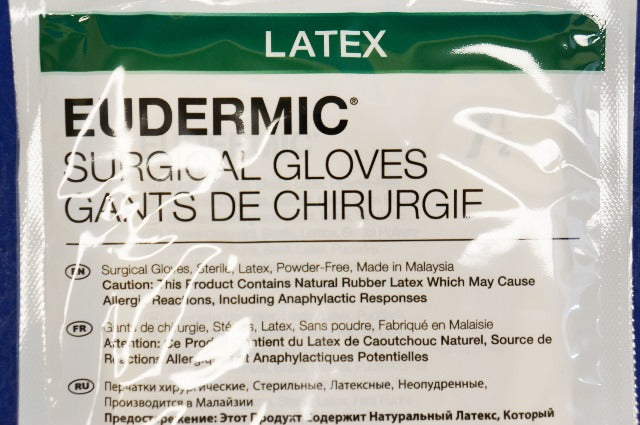 LATEX
EUDERMIC®
SURGICAL GLOVES
GANTS DE CHIRURGIE
EN Surgical Gloves, Sterile, Latex, Powder-Free, Made in Malaysia
Caution: This Product Contains Natural Rubber Latex Which May Cause
Allergic Reactions, Including Anaphylactic Responses
FR Gants de chirurgie, Stériles, Latex, Sans poudre, Fabriqué en Malaisie
Attention: Ce Produit Contient du Latex de Caoutchouc Naturel, Source de
Réactions Allergiques et Anaphylactiques Potentielles
RU Перчатки хирургические, Стерильные, Латексные, Неопудренные,
Производится в Малайзии
Предостережение: Этот Продукт Содержит Натуральный Латекс, Который